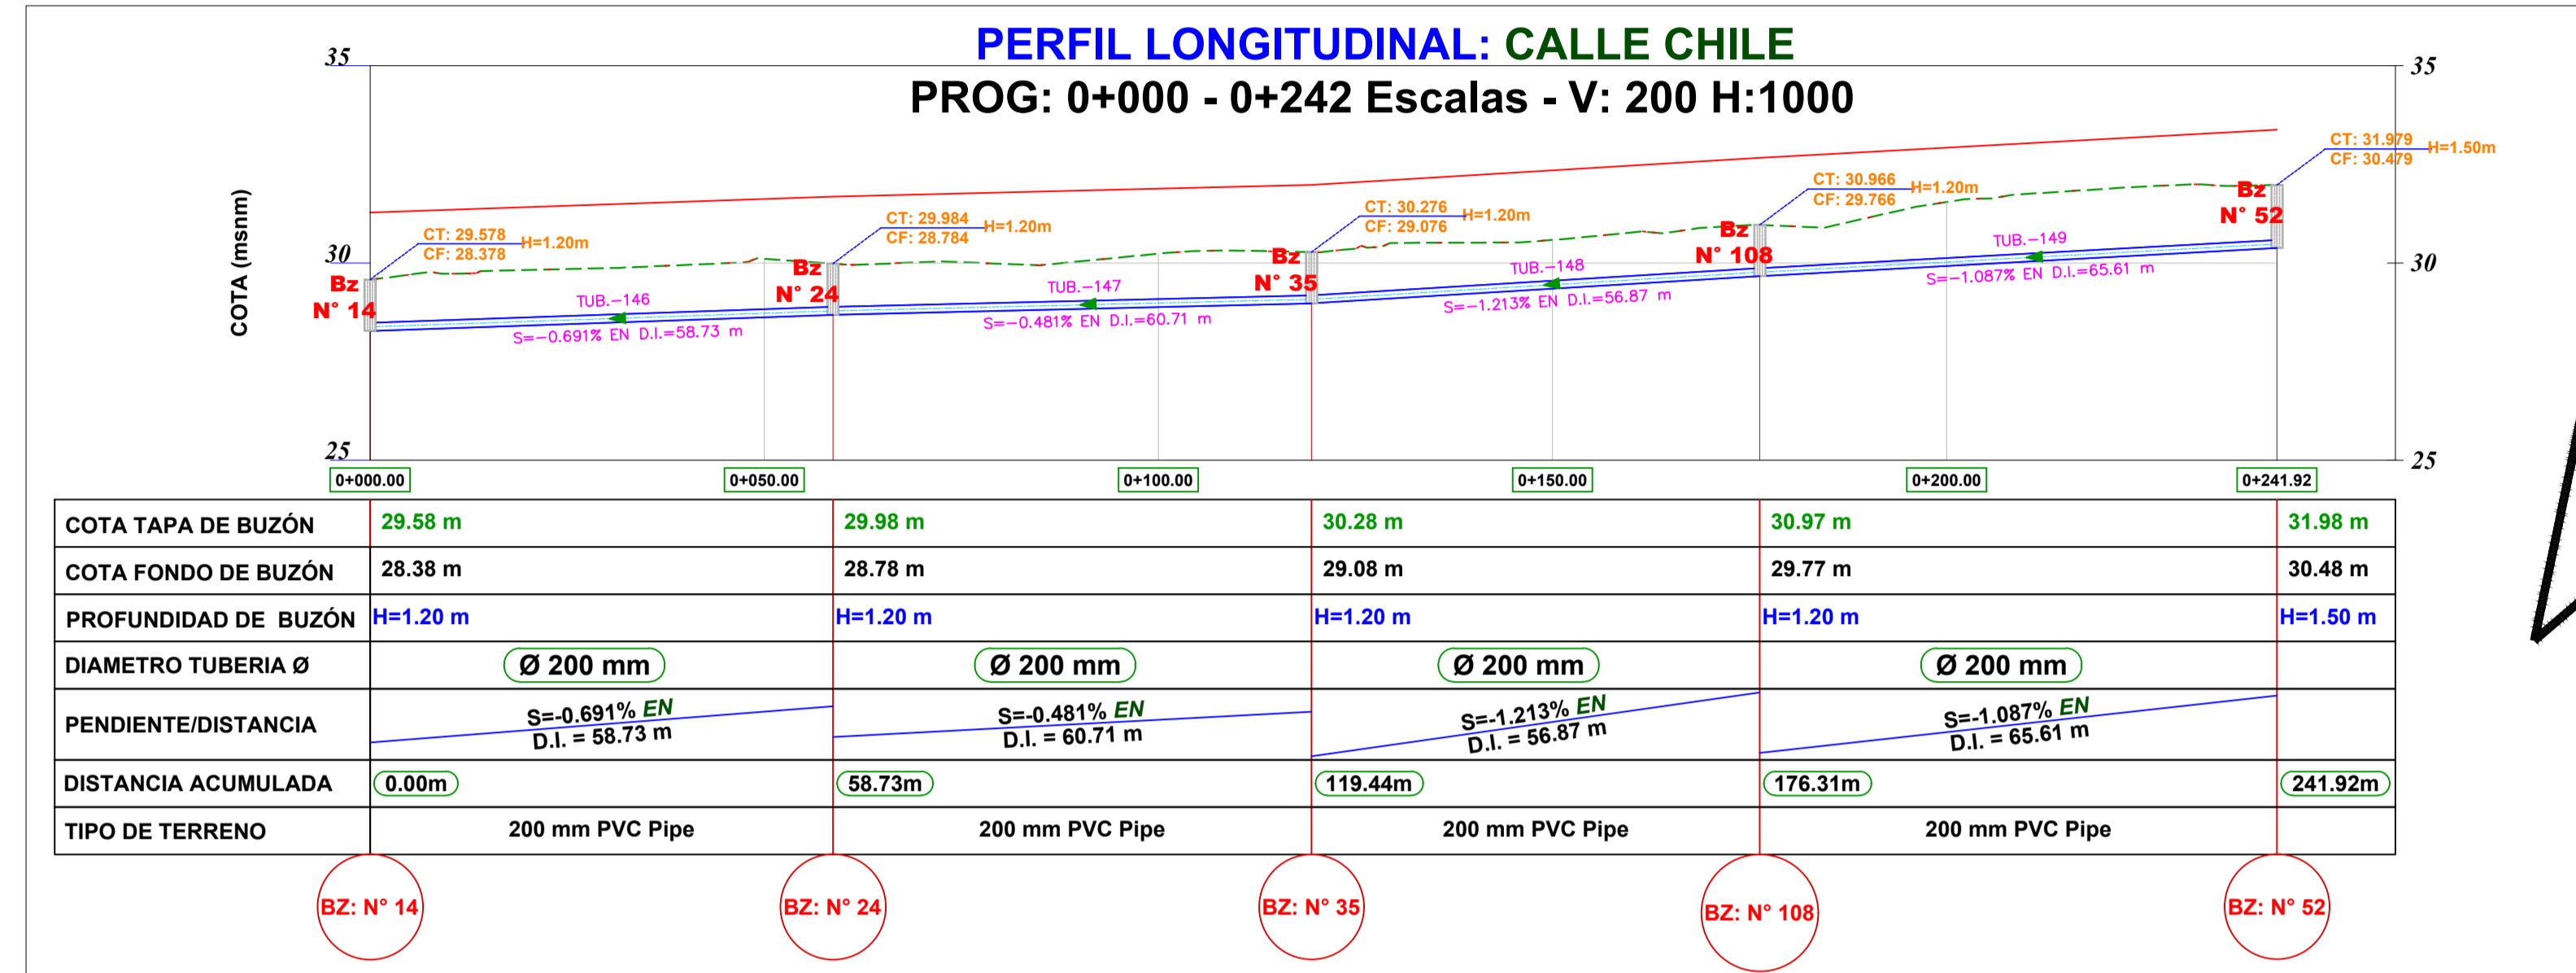 PERFIL LONGITUDINAL: CALLE CHILE
PROG: 0+000 - 0+242 Escalas - V: 200 H:1000
35
35
30
30
25
25
COTA (msnm)
CT: 29.578
CF: 28.378
H=1.20m
CT: 29.984
CF: 28.784
H=1.20m
CT: 30.276
CF: 29.076
H=1.20m
CT: 30.966
CF: 29.766
H=1.20m
CT: 31.979
CF: 30.479
H=1.50m
Bz
N° 14
Bz
N° 24
Bz
N° 35
Bz
N° 108
Bz
N° 52
TUB.-146
S=-0.691% EN D.I.=58.73 m
TUB.-147
S=-0.481% EN D.I.=60.71 m
TUB.-148
S=-1.213% EN D.I.=56.87 m
TUB.-149
S=-1.087% EN D.I.=65.61 m
0+000.00 0+050.00 0+100.00 0+150.00 0+200.00 0+241.92
COTA TAPA DE BUZÓN 29.58 m 29.98 m 30.28 m 30.97 m 31.98 m
COTA FONDO DE BUZÓN 28.38 m 28.78 m 29.08 m 29.77 m 30.48 m
PROFUNDIDAD DE BUZÓN H=1.20 m H=1.20 m H=1.20 m H=1.20 m H=1.50 m
DIAMETRO TUBERIA Ø Ø 200 mm Ø 200 mm Ø 200 mm Ø 200 mm
PENDIENTE/DISTANCIA
S=-0.691% EN
D.I. = 58.73 m
S=-0.481% EN
D.I. = 60.71 m
S=-1.213% EN
D.I. = 56.87 m
S=-1.087% EN
D.I. = 65.61 m
DISTANCIA ACUMULADA 0.00m 58.73m 119.44m 176.31m 241.92m
TIPO DE TERRENO 200 mm PVC Pipe 200 mm PVC Pipe 200 mm PVC Pipe 200 mm PVC Pipe
BZ: N° 14 BZ: N° 24 BZ: N° 35 BZ: N° 108 BZ: N° 52